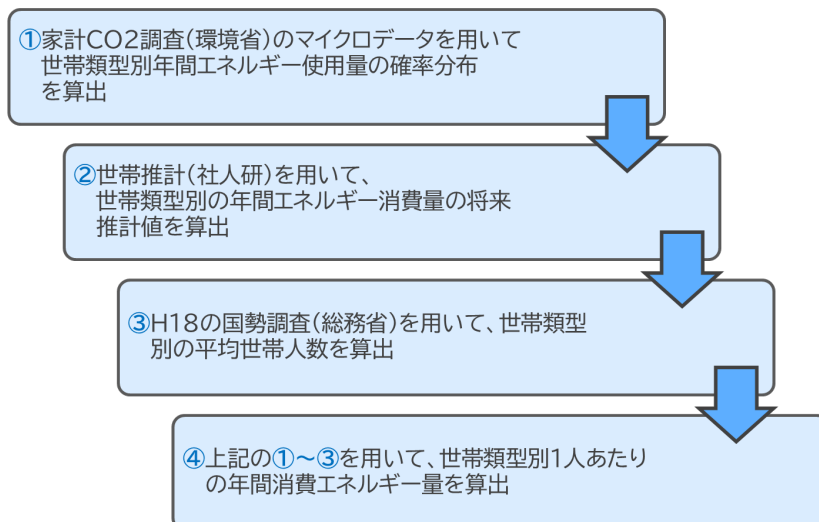 ①家計CO2調査(環境省)のマイクロデータを用いて
世帯類型別年間エネルギー使用量の確率分布
を算出
②世帯推計(社人研)を用いて、
世帯類型別の年間エネルギー消費量の将来
推計値を算出
③H18の国勢調査(総務省)を用いて、世帯類型
別の平均世帯人数を算出
④上記の①～③を用いて、世帯類型別1人あたり
の年間消費エネルギー量を算出